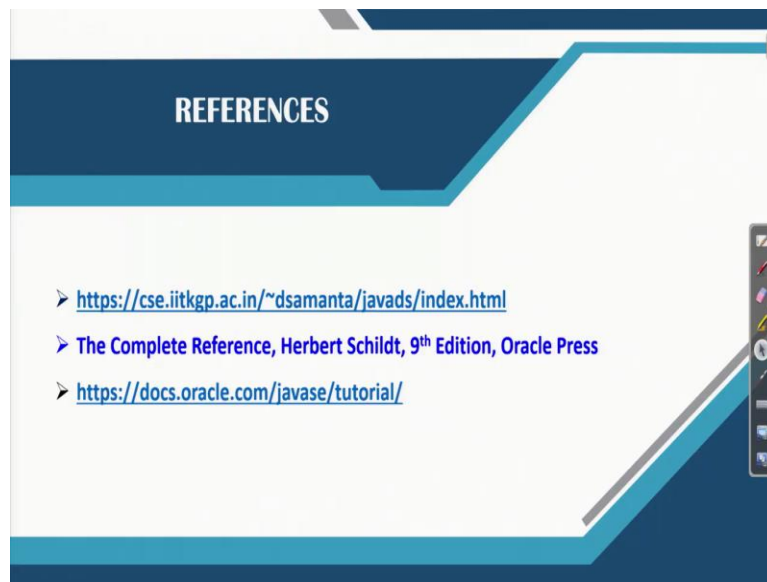 REFERENCES
➢ https://cse.iitkgp.ac.in/~dsamanta/javads/index.html
➢ The Complete Reference, Herbert Schildt, 9th Edition, Oracle Press
➢ https://docs.oracle.com/javase/tutorial/